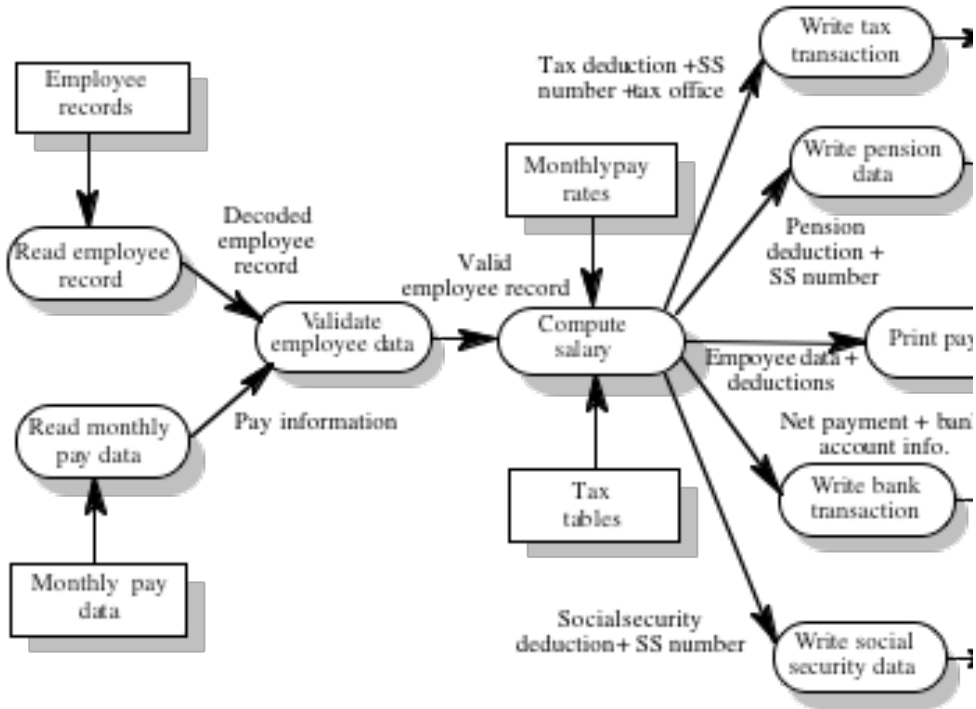 Employee
records
Read employee
record
Decoded
employee
record
Validate
employee data
Pay information
Read monthly
pay data
Monthly pay
data
Valid
employee record
Monthlypay
rates
Compute
salary
Tax
tables
Tax deduction +SS
number +tax office
Write tax
transaction
Write pension
data
Pension
deduction +
SS number
Empoyee data +
deductions
Print pay
Net payment + bank
account info.
Write bank
transaction
Socialsecurity
deduction+ SS number
Write social
security data